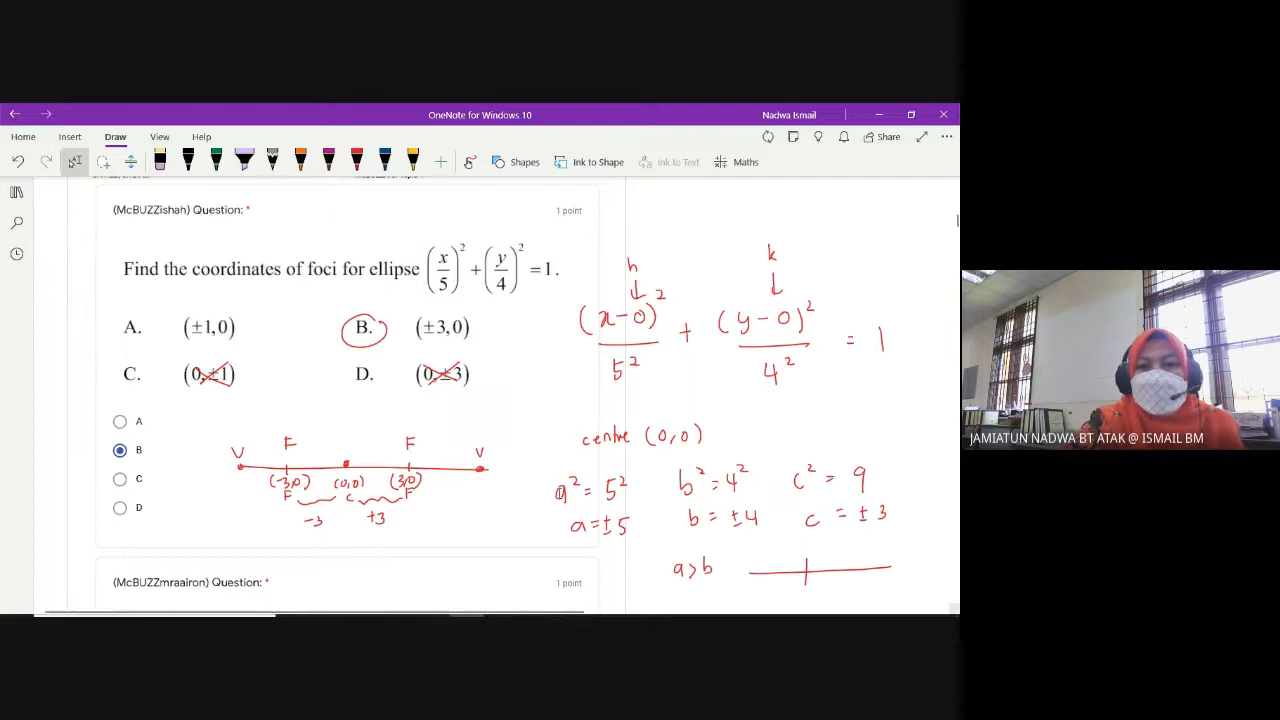 OneNote for Windows 10
Nadwa Ismail
Home Insert Draw View Help
Share
Shapes Ink to Shape Ink to Text Maths
(McBUZZishah) Question: *
1 point
Find the coordinates of foci for ellipse (x/5)² + (y/4)² = 1.
A. (±1,0) B. (±3,0)
C. (0,±1) D. (0,±3)
A
B
C
D
V F F V
(-3,0) (0,0) (3,0)
F C F
-3 +3
h k
(x-0)²/5² + (y-0)²/4² = 1
centre (0,0)
a² = 5² b² = 4² c² = 9
a = ±5 b = ±4 c = ±3
a > b
(McBUZZmraairon) Question: *
1 point
JAMIATUN NADWA BT ATAK @ ISMAIL BM